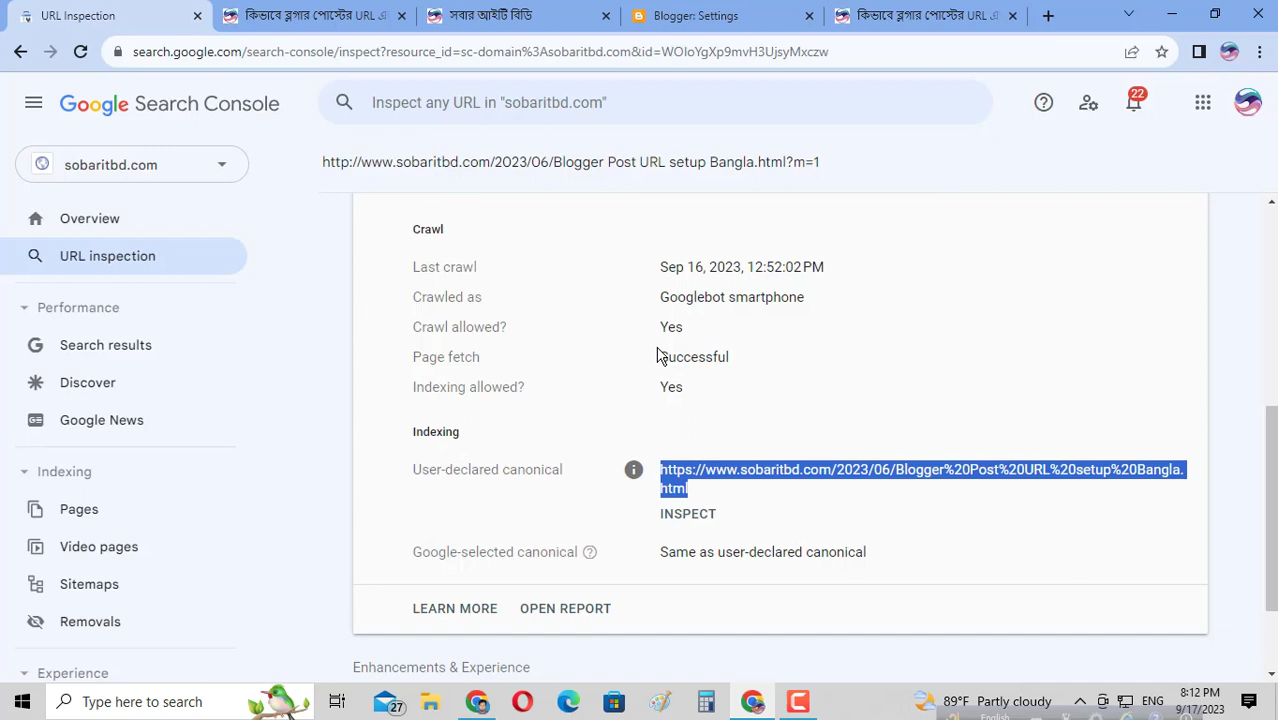 URL Inspection
কিভাবে ব্লগার পোস্টের URL এ
সবার আইটি বিডি
Blogger: Settings
কিভাবে ব্লগার পোস্টের URL এ
search.google.com/search-console/inspect?resource_id=sc-domain%3Asobaritbd.com&id=WOIoYgXp9mvH3UjsyMxczw
Google Search Console
Inspect any URL in "sobaritbd.com"
22
sobaritbd.com
http://www.sobaritbd.com/2023/06/Blogger Post URL setup Bangla.html?m=1
Overview
URL inspection
Performance
Search results
Discover
Google News
Indexing
Pages
Video pages
Sitemaps
Removals
Experience
Crawl
Last crawl Sep 16, 2023, 12:52:02 PM
Crawled as Googlebot smartphone
Crawl allowed? Yes
Page fetch Successful
Indexing allowed? Yes
Indexing
User-declared canonical https://www.sobaritbd.com/2023/06/Blogger%20Post%20URL%20setup%20Bangla.
html
INSPECT
Google-selected canonical Same as user-declared canonical
LEARN MORE OPEN REPORT
Enhancements & Experience
Type here to search
27
89°F Partly cloudy
ENG
8:12 PM
9/17/2023
English